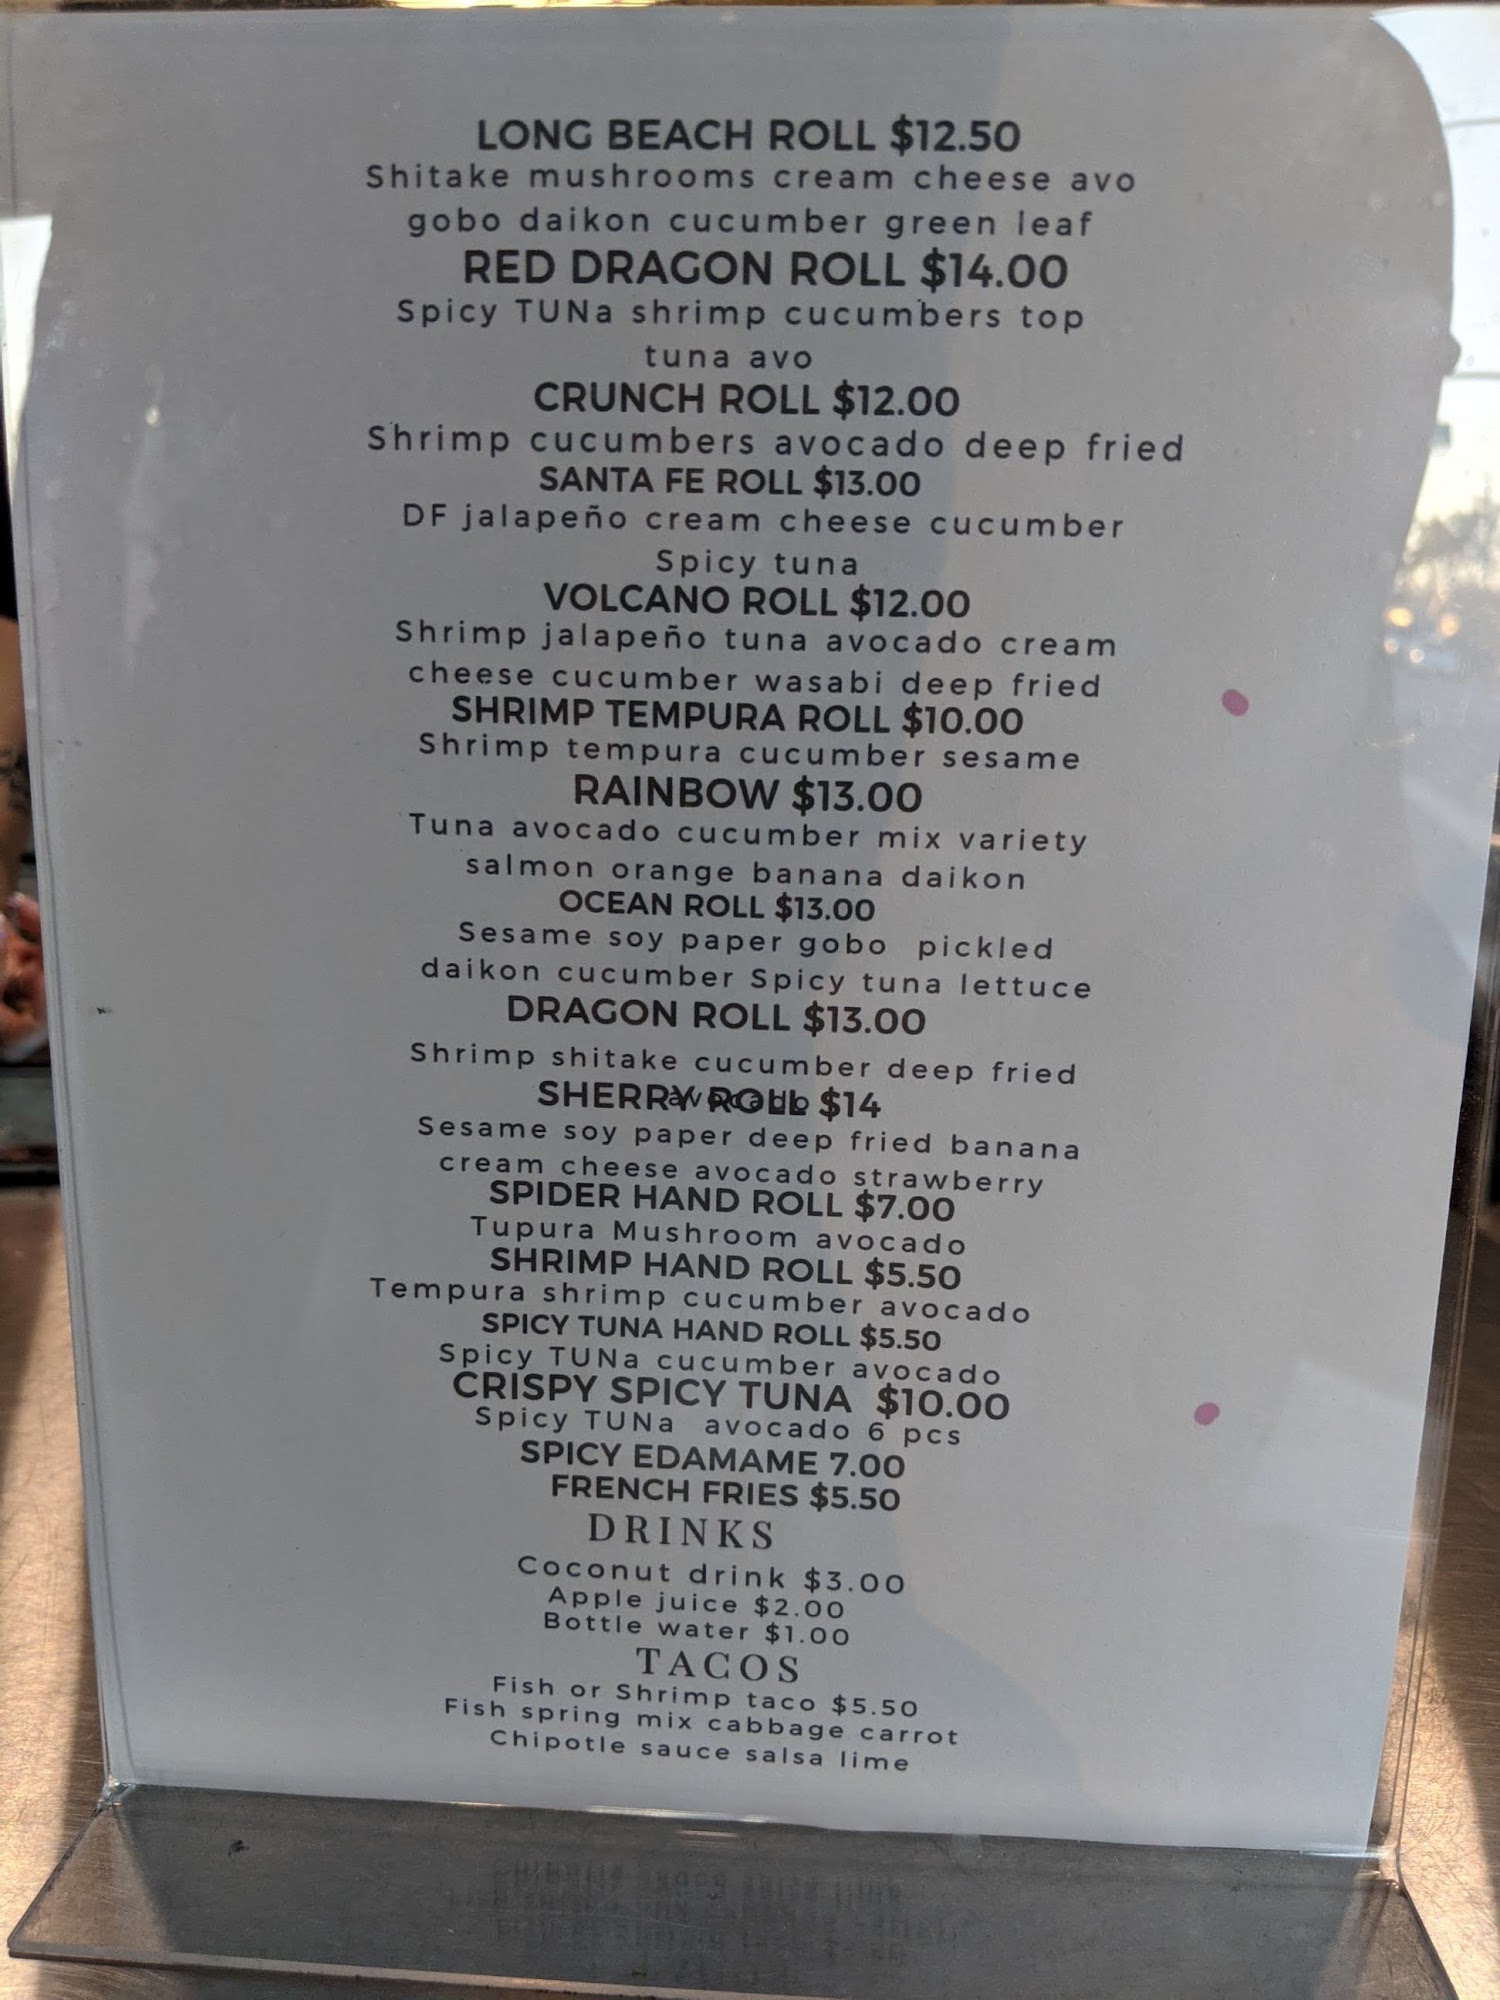 LONG BEACH ROLL $12.50
Shitake mushrooms cream cheese avo
gobo daikon cucumber green leaf
RED DRAGON ROLL $14.00
Spicy TUNa shrimp cucumbers top
tuna avo
CRUNCH ROLL $12.00
Shrimp cucumbers avocado deep fried
SANTA FE ROLL $13.00
DF jalapeño cream cheese cucumber
Spicy tuna
VOLCANO ROLL $12.00
Shrimp jalapeño tuna avocado cream
cheese cucumber wasabi deep fried
SHRIMP TEMPURA ROLL $10.00
Shrimp tempura cucumber sesame
RAINBOW $13.00
Tuna avocado cucumber mix variety
salmon orange banana daikon
OCEAN ROLL $13.00
Sesame soy paper gobo pickled
daikon cucumber Spicy tuna lettuce
DRAGON ROLL $13.00
Shrimp shitake cucumber deep fried
avocado
SHERRY ROLL $14
Sesame soy paper deep fried banana
cream cheese avocado strawberry
SPIDER HAND ROLL $7.00
Tupura Mushroom avocado
SHRIMP HAND ROLL $5.50
Tempura shrimp cucumber avocado
SPICY TUNA HAND ROLL $5.50
Spicy TUNa cucumber avocado
CRISPY SPICY TUNA $10.00
Spicy TUNa avocado 6 pcs
SPICY EDAMAME 7.00
FRENCH FRIES $5.50
DRINKS
Coconut drink $3.00
Apple juice $2.00
Bottle water $1.00
TACOS
Fish or Shrimp taco $5.50
Fish spring mix cabbage carrot
Chipotle sauce salsa lime